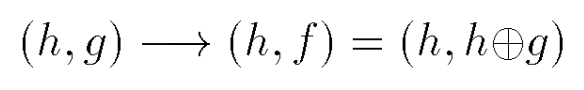 (h, g) ⟶ (h, f) = (h, h⊕g)